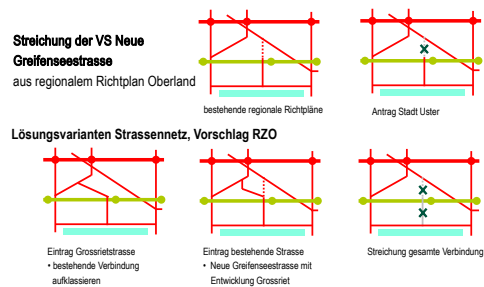 Streichung der VS Neue
Greifenseestrasse
aus regionalem Richtplan Oberland
bestehende regionale Richtpläne
Antrag Stadt Uster
Lösungsvarianten Strassennetz, Vorschlag RZO
Eintrag Grossrietstrasse
• bestehende Verbindung
aufklassieren
Eintrag bestehende Strasse
• Neue Greifenseestrasse mit
Entwicklung Grossriet
Streichung gesamte Verbindung